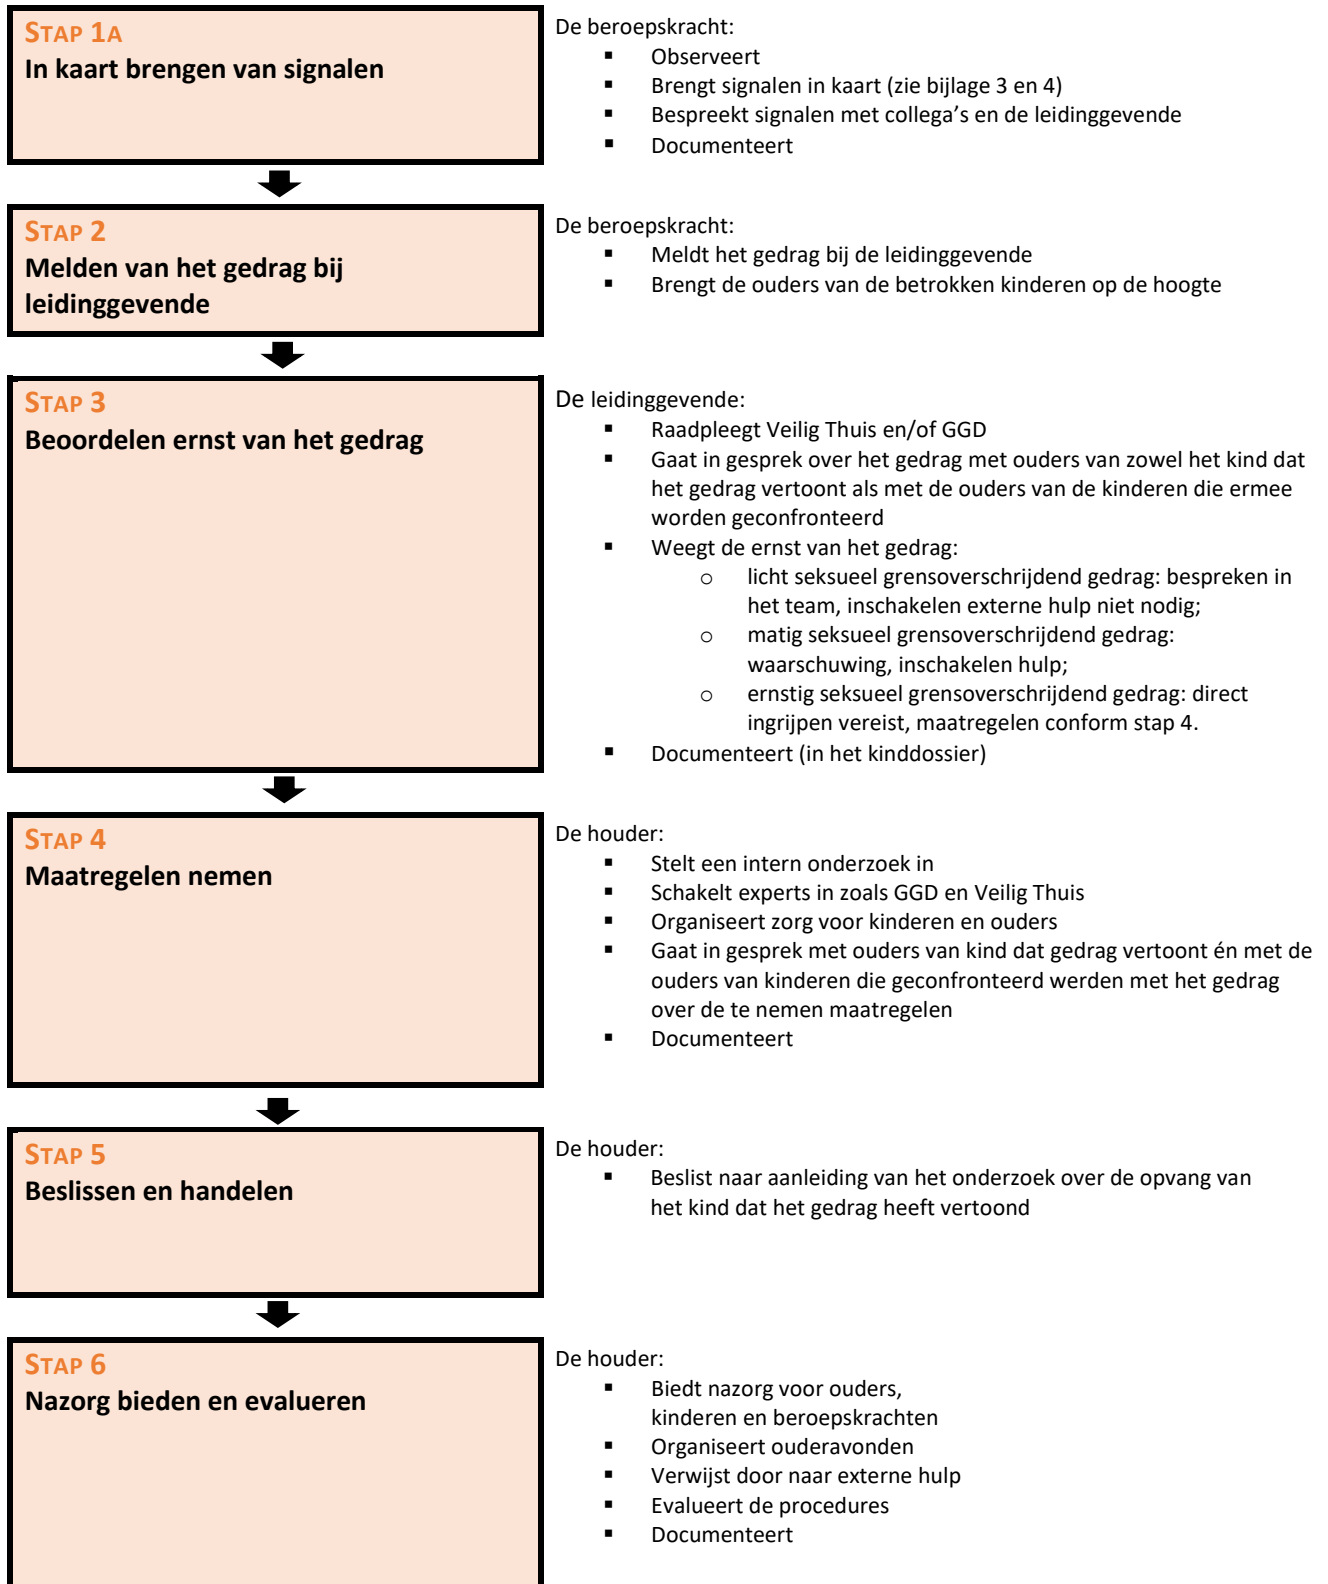 STAP 1A
In kaart brengen van signalen
De beroepskracht:
▪ Observeert
▪ Brengt signalen in kaart (zie bijlage 3 en 4)
▪ Bespreekt signalen met collega’s en de leidinggevende
▪ Documenteert
STAP 2
Melden van het gedrag bij
leidinggevende
De beroepskracht:
▪ Meldt het gedrag bij de leidinggevende
▪ Brengt de ouders van de betrokken kinderen op de hoogte
STAP 3
Beoordelen ernst van het gedrag
De leidinggevende:
▪ Raadpleegt Veilig Thuis en/of GGD
▪ Gaat in gesprek over het gedrag met ouders van zowel het kind dat
het gedrag vertoont als met de ouders van de kinderen die ermee
worden geconfronteerd
▪ Weegt de ernst van het gedrag:
o licht seksueel grensoverschrijdend gedrag: bespreken in
het team, inschakelen externe hulp niet nodig;
o matig seksueel grensoverschrijdend gedrag:
waarschuwing, inschakelen hulp;
o ernstig seksueel grensoverschrijdend gedrag: direct
ingrijpen vereist, maatregelen conform stap 4.
▪ Documenteert (in het kinddossier)
STAP 4
Maatregelen nemen
De houder:
▪ Stelt een intern onderzoek in
▪ Schakelt experts in zoals GGD en Veilig Thuis
▪ Organiseert zorg voor kinderen en ouders
▪ Gaat in gesprek met ouders van kind dat gedrag vertoont én met de
ouders van kinderen die geconfronteerd werden met het gedrag
over de te nemen maatregelen
▪ Documenteert
STAP 5
Beslissen en handelen
De houder:
▪ Beslist naar aanleiding van het onderzoek over de opvang van
het kind dat het gedrag heeft vertoond
STAP 6
Nazorg bieden en evalueren
De houder:
▪ Biedt nazorg voor ouders,
kinderen en beroepskrachten
▪ Organiseert ouderavonden
▪ Verwijst door naar externe hulp
▪ Evalueert de procedures
▪ Documenteert